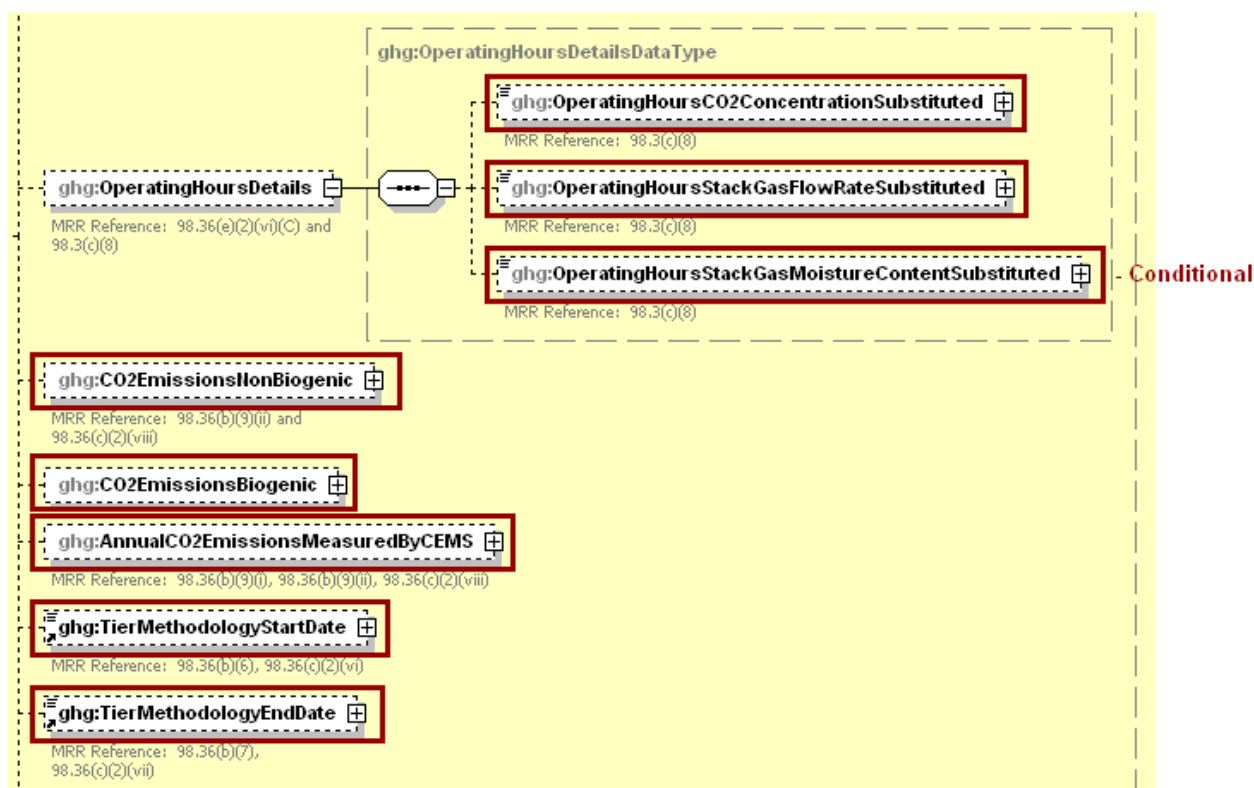 ghg:OperatingHoursDetailsDataType
ghg:OperatingHoursCO2ConcentrationSubstituted
MRR Reference: 98.3(c)(8)
ghg:OperatingHoursDetails
MRR Reference: 98.36(e)(2)(vi)(C) and
98.3(c)(8)
ghg:OperatingHoursStackGasFlowRateSubstituted
MRR Reference: 98.3(c)(8)
ghg:OperatingHoursStackGasMoistureContentSubstituted
- Conditional
MRR Reference: 98.3(c)(8)
ghg:CO2EmissionsNonBiogenic
MRR Reference: 98.36(b)(9)(ii) and
98.36(c)(2)(viii)
ghg:CO2EmissionsBiogenic
ghg:AnnualCO2EmissionsMeasuredByCEMS
MRR Reference: 98.36(b)(9)(i), 98.36(b)(9)(ii), 98.36(c)(2)(viii)
ghg:TierMethodologyStartDate
MRR Reference: 98.36(b)(6), 98.36(c)(2)(vi)
ghg:TierMethodologyEndDate
MRR Reference: 98.36(b)(7),
98.36(c)(2)(vii)